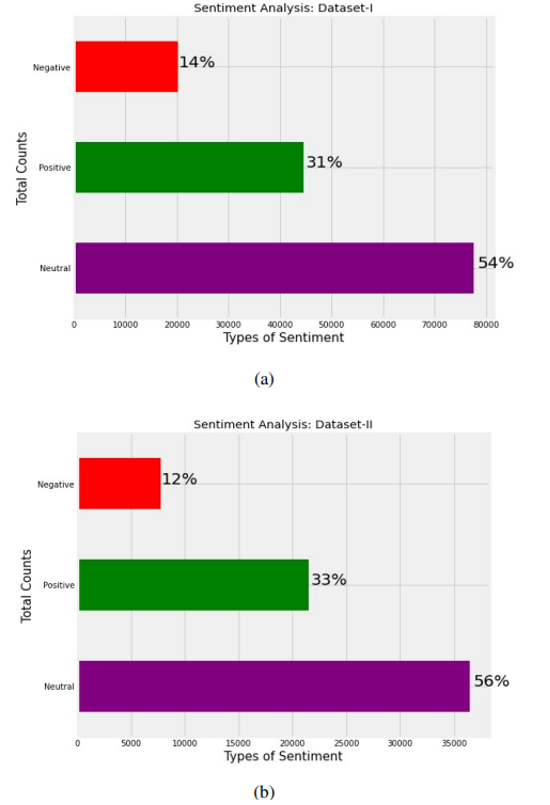 Sentiment Analysis: Dataset-I
Negative
14%
Total Counts
Positive
31%
Neutral
54%
0 10000 20000 30000 40000 50000 60000 70000 80000
Types of Sentiment
(a)
Sentiment Analysis: Dataset-II
Negative
12%
Total Counts
Positive
33%
Neutral
56%
0 5000 10000 15000 20000 25000 30000 35000
Types of Sentiment
(b)